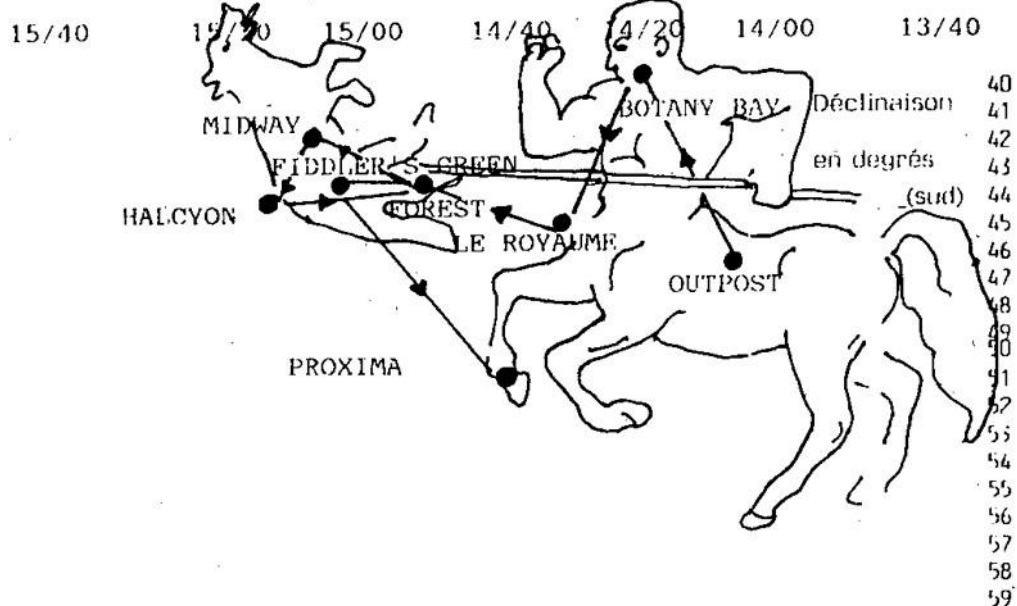 15/40 15/20 15/00 14/40 14/20 14/00 13/40
40
BOTANY BAY Déclinaison
41
MIDWAY
42
FIDDLER'S GREEN en degrés
43
(sud)
44
HALCYON FOREST
45
LE ROYAUME
46
OUTPOST
47
48
49
50
PROXIMA
51
52
53
54
55
56
57
58
59